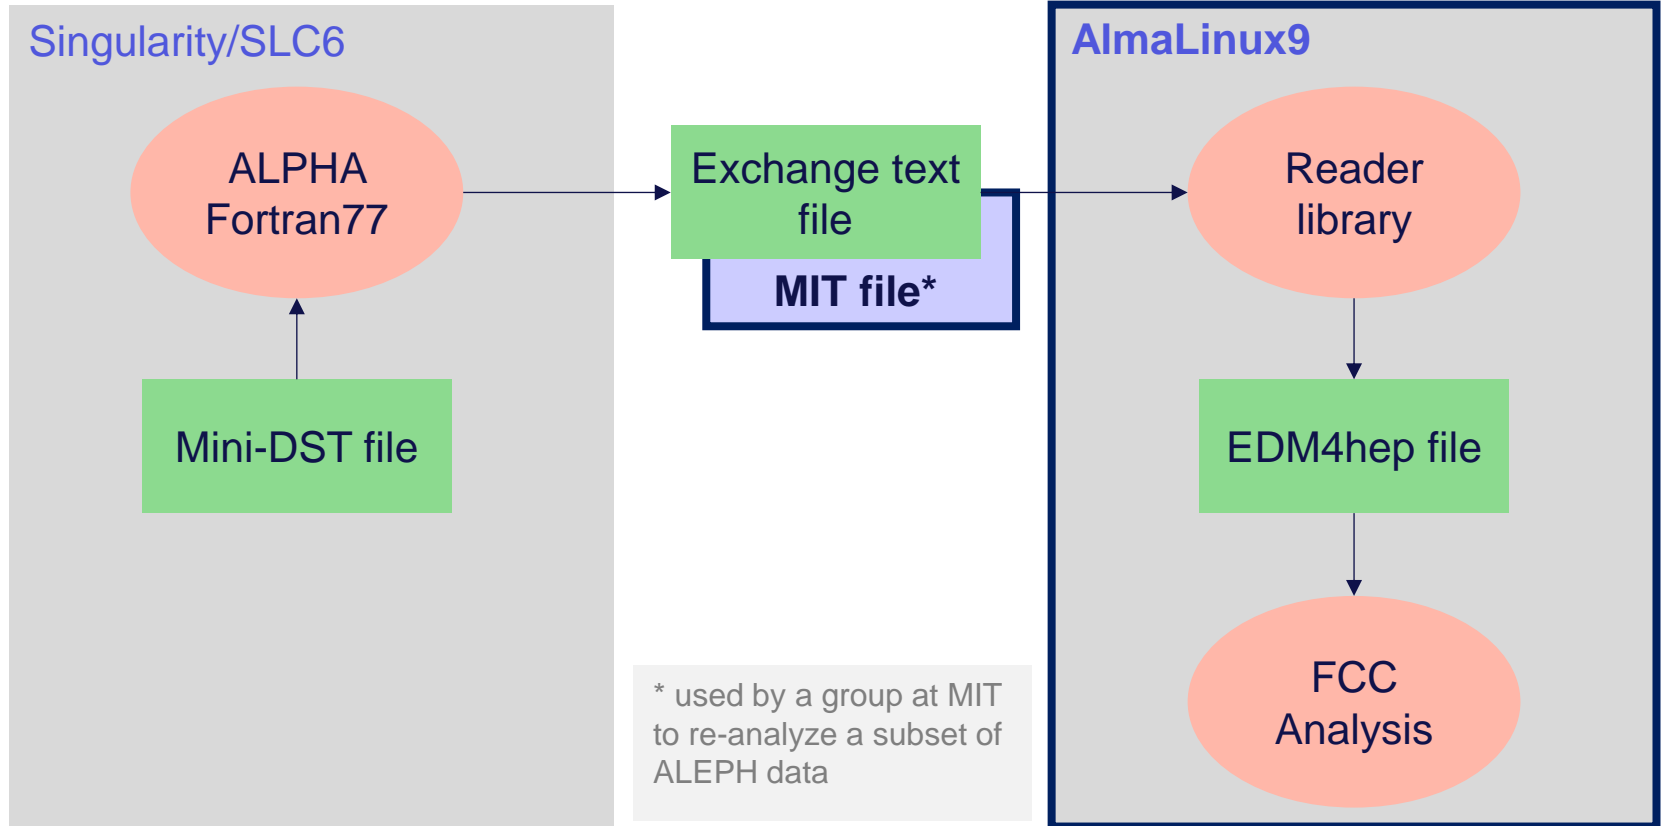 Singularity/SLC6
ALPHA
Fortran77
Mini-DST file
Exchange text
file
MIT file*
* used by a group at MIT
to re-analyze a subset of
ALEPH data
AlmaLinux9
Reader
library
EDM4hep file
FCC
Analysis